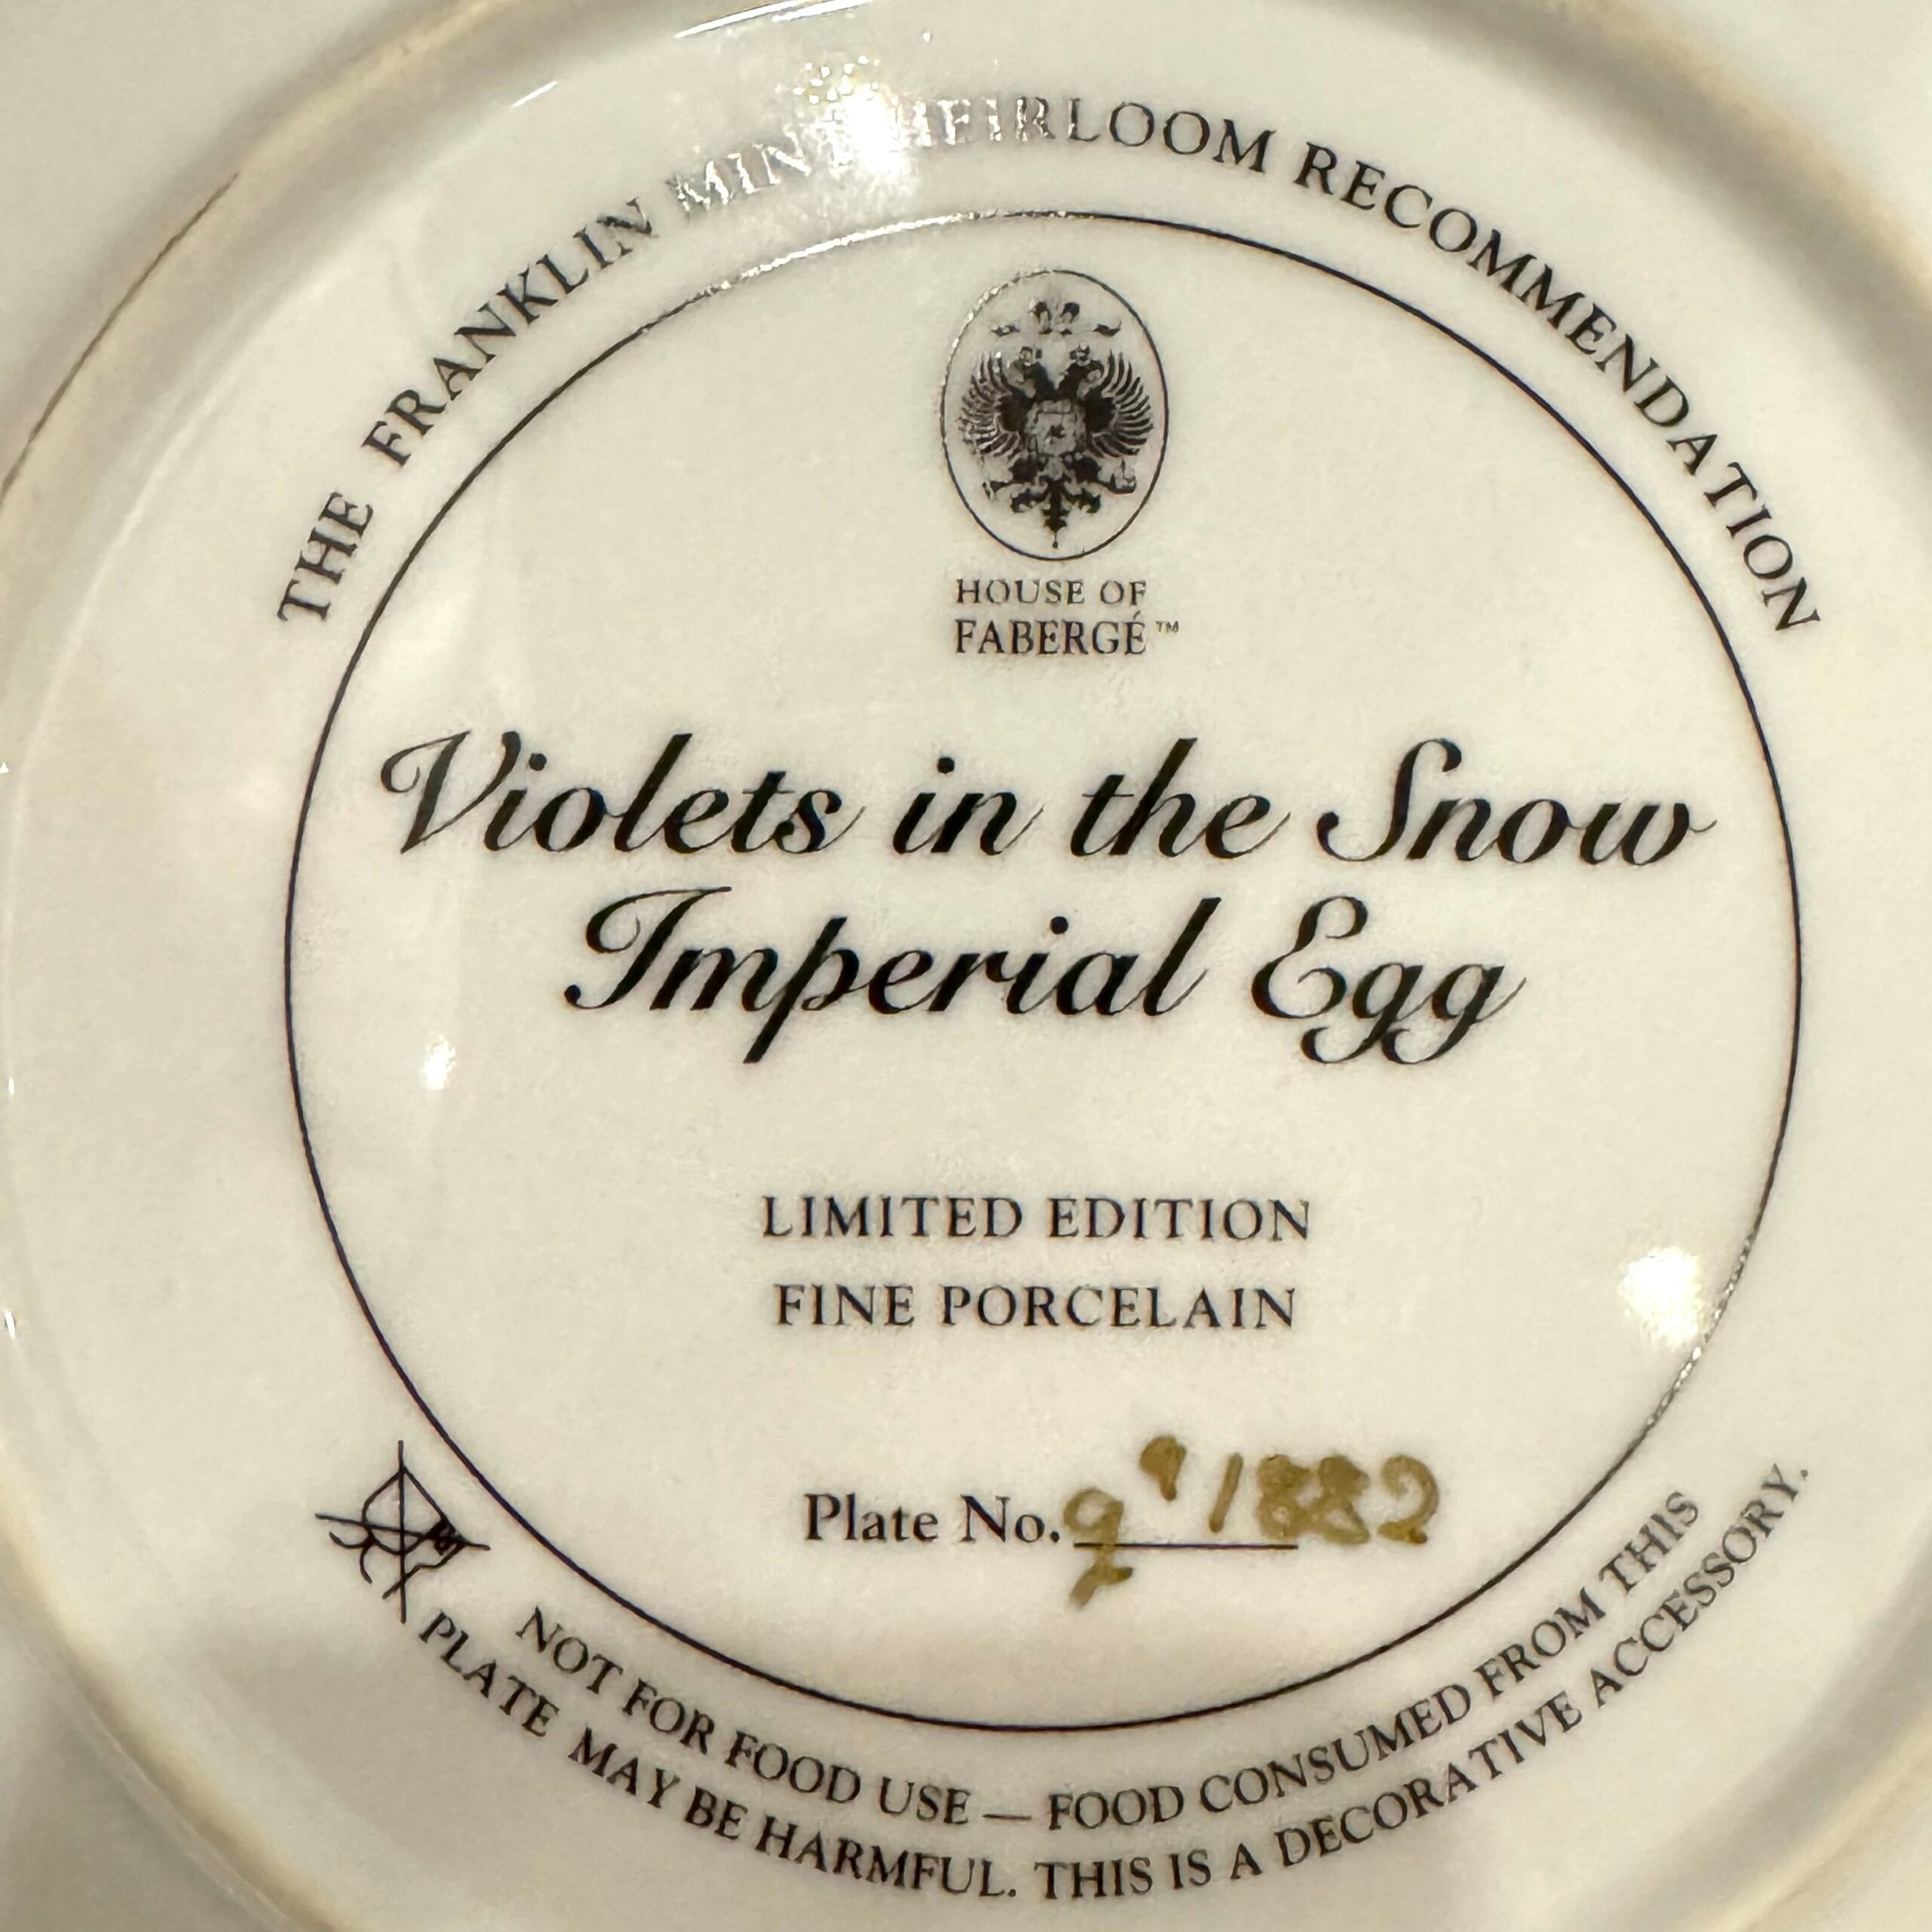 THE FRANKLIN MINT HEIRLOOM RECOMMENDATION
HOUSE OF
FABERGÉ™
Violets in the Snow
Imperial Egg
LIMITED EDITION
FINE PORCELAIN
Plate No.
NOT FOR FOOD USE — FOOD CONSUMED FROM THIS
PLATE MAY BE HARMFUL. THIS IS A DECORATIVE ACCESSORY.